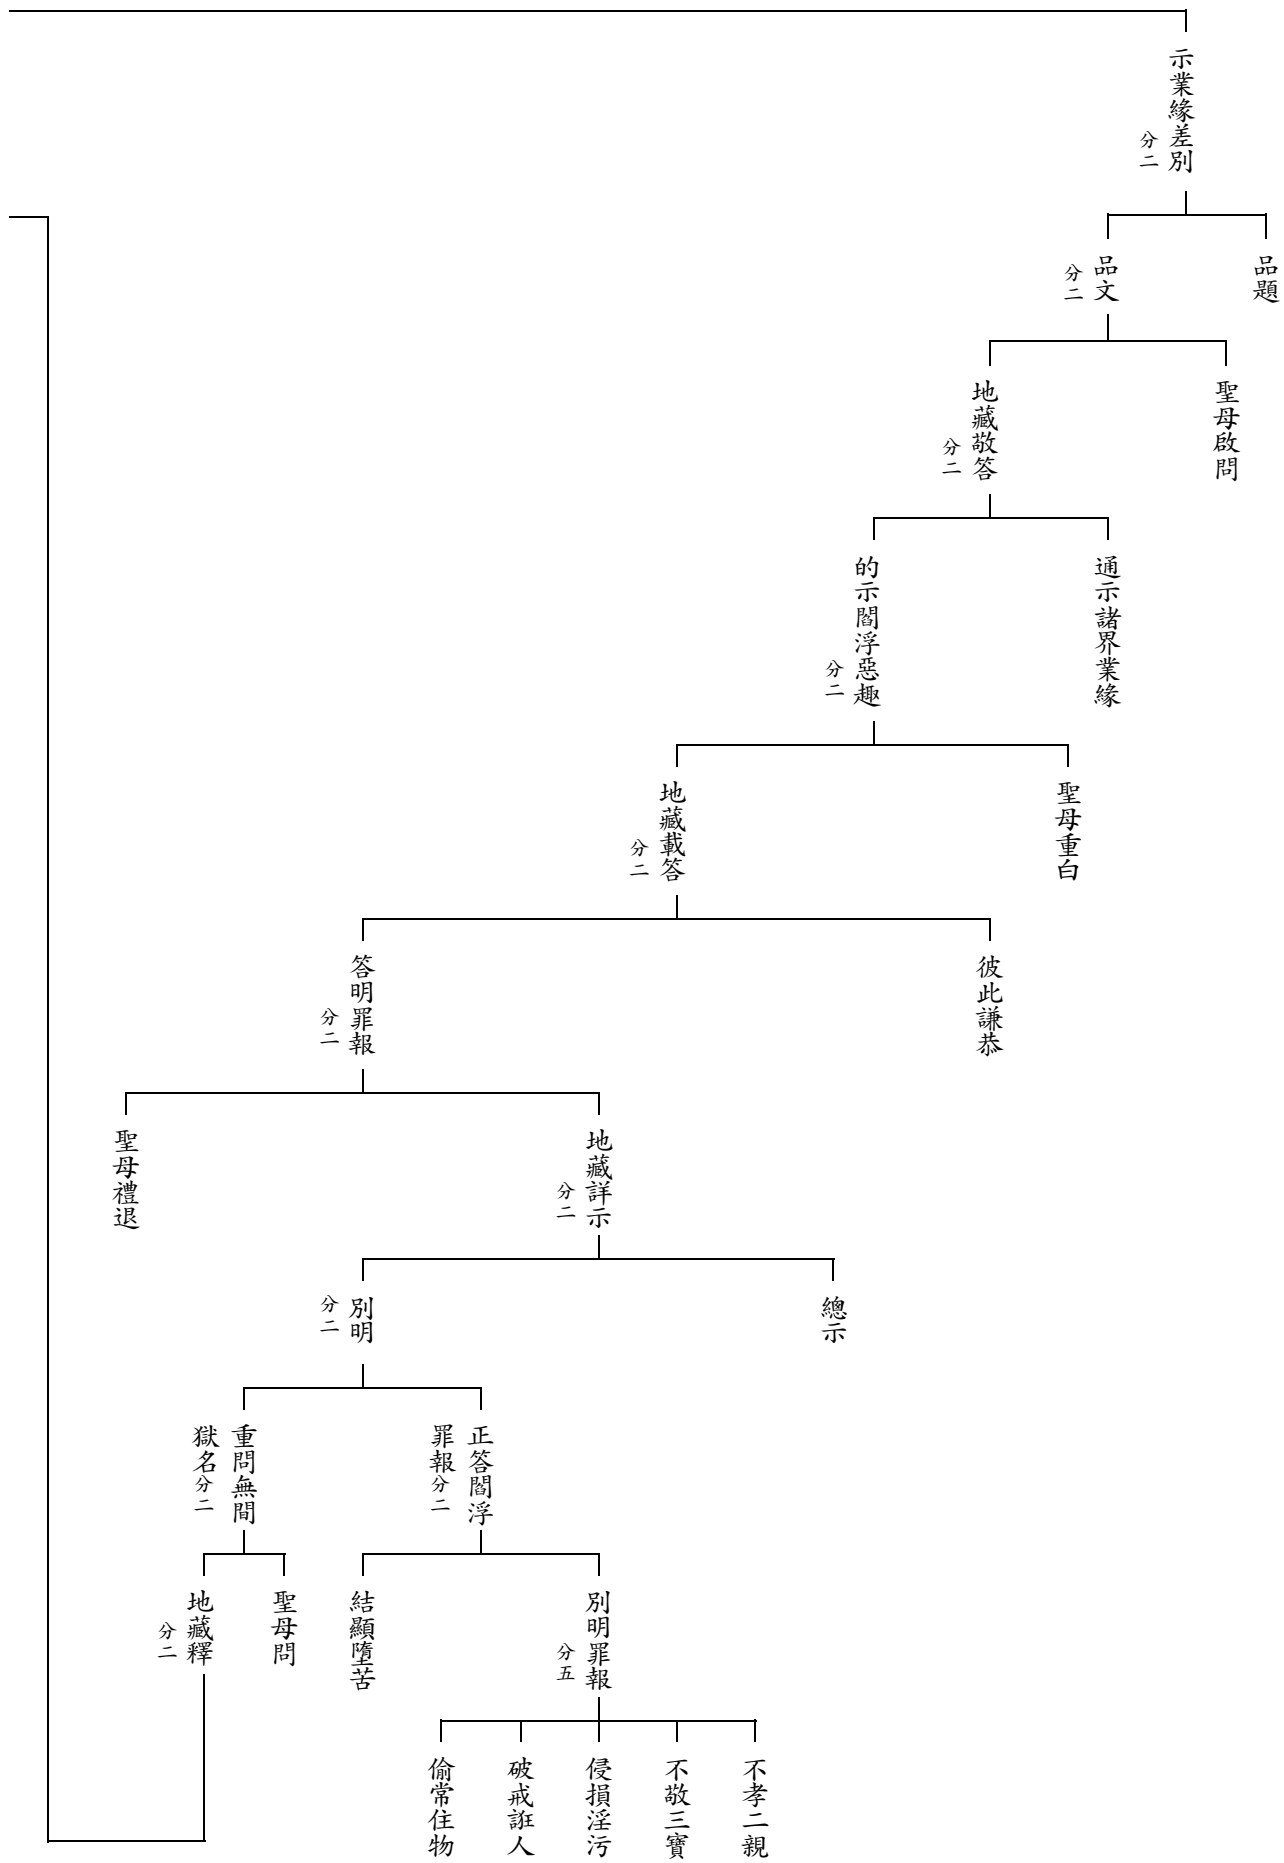 示業緣差別
分二
品題
品文
分二
聖母啟問
地藏敬答
分二
通示諸界業緣
的示閻浮惡趣
分二
聖母重白
地藏載答
分二
彼此謙恭
答明罪報
分二
地藏詳示
分二
聖母禮退
總示
別明
分二
正答閻浮
罪報分二
重問無間
獄名分二
別明罪報
分五
結顯墮苦
聖母問
地藏釋
分二
不孝二親
不敬三寶
侵損淫污
破戒誑人
偷常住物